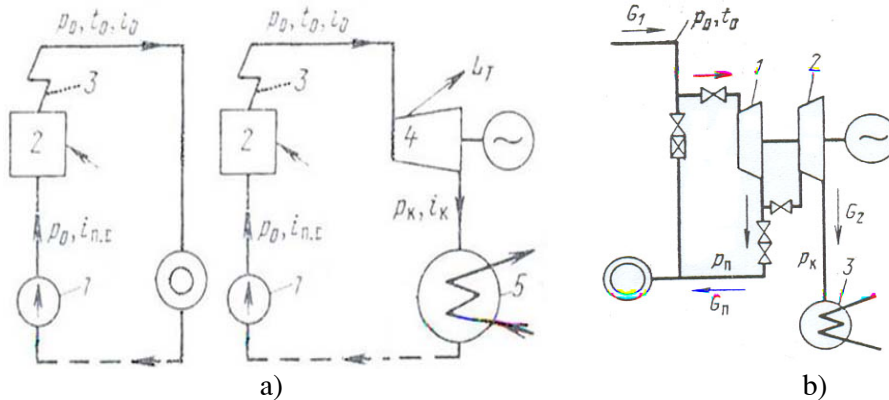 p₀, t₀, i₀
3
2
p₀, iп.в
1
p₀, t₀, i₀
3
Lт
4
2
pк, iк
p₀, iп.в
1
5
a)
G₁
p₀, t₀
1
2
G₂
pп
pк
3
Gп
b)